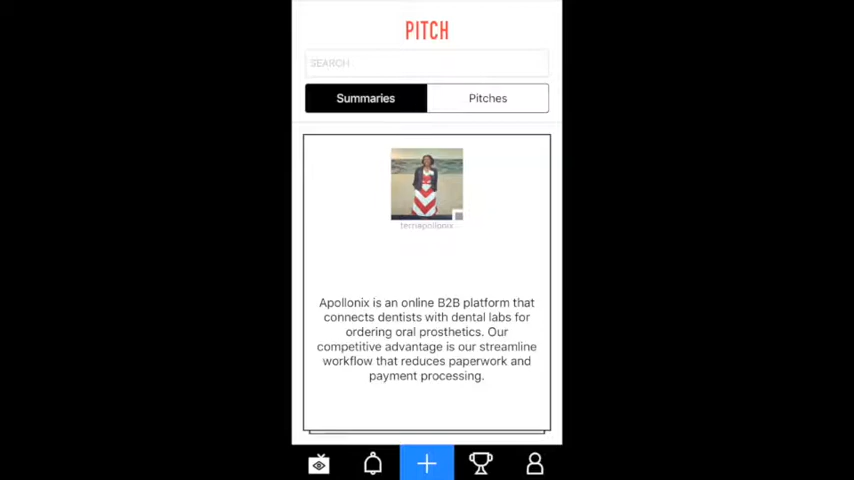 PITCH
SEARCH
Summaries
Pitches
Apollonix is an online B2B platform that
connects dentists with dental labs for
ordering oral prosthetics. Our
competitive advantage is our streamline
workflow that reduces paperwork and
payment processing.